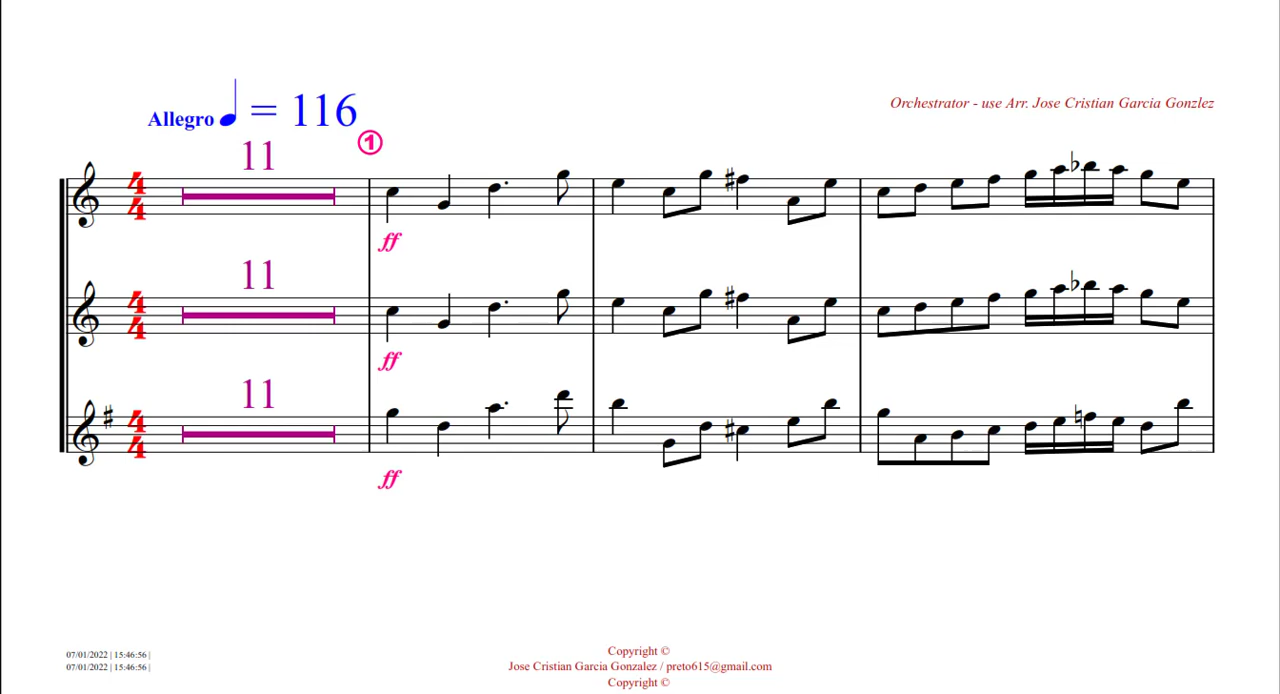 Orchestrator - use Arr. Jose Cristian Garcia Gonzlez
Allegro ♩ = 116
1
11
ff
11
ff
11
ff
07/01/2022 | 15:46:56 |
07/01/2022 | 15:46:56 |
Copyright ©
Jose Cristian Garcia Gonzalez / preto615@gmail.com
Copyright ©